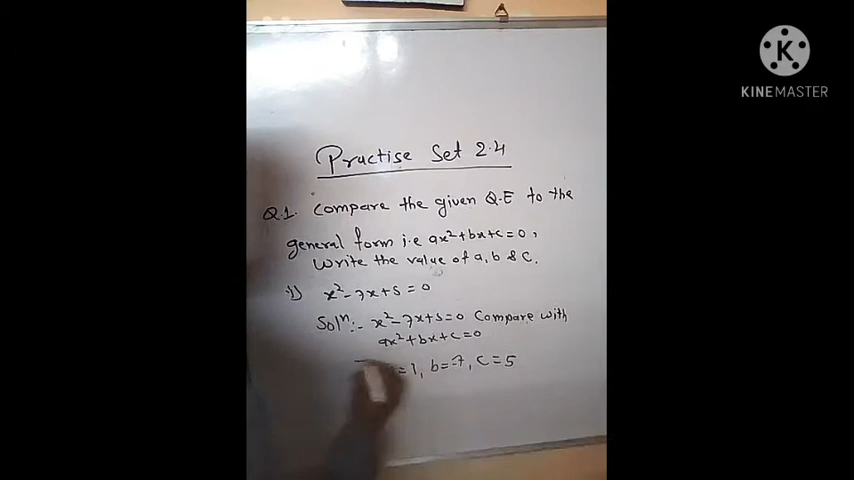 KINEMASTER
Practise Set 2.4
Q.1. Compare the given Q.E to the
general form i.e ax²+bx+c=0,
Write the value of a, b & c.
1) x²-7x+5=0
Solⁿ:- x²-7x+5=0 Compare with
ax²+bx+c=0
=1, b=-7, c=5